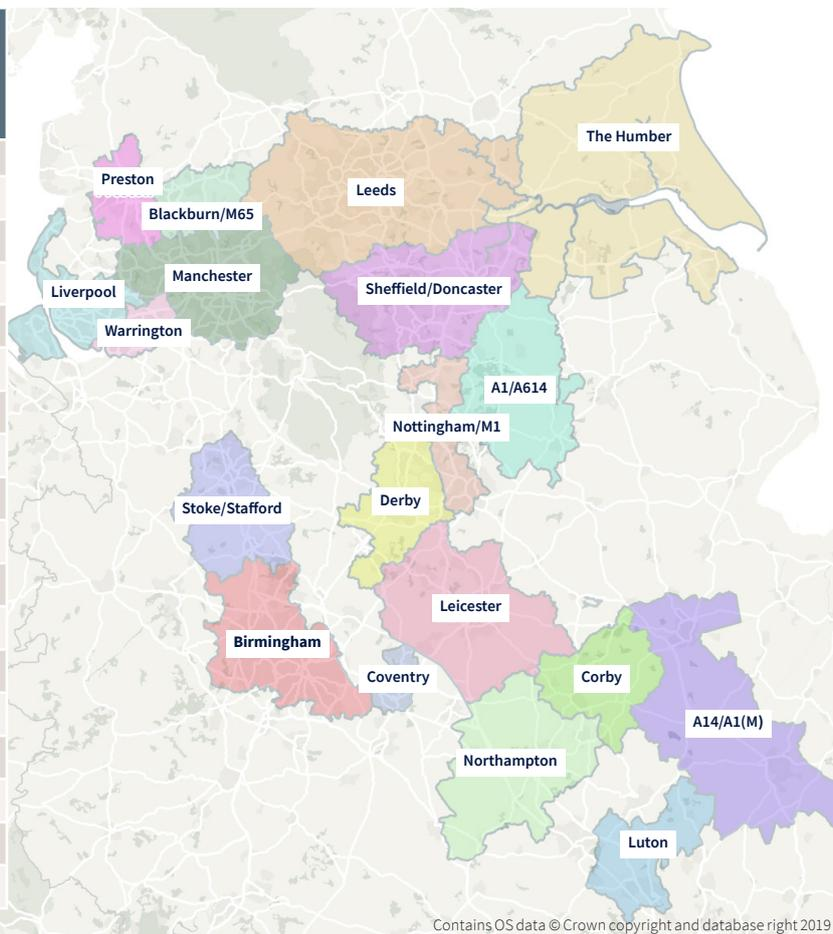 The Humber
Preston
Leeds
Blackburn/M65
Manchester
Liverpool
Sheffield/Doncaster
Warrington
A1/A614
Nottingham/M1
Derby
Stoke/Stafford
Leicester
Birmingham
Coventry
Corby
A14/A1(M)
Northampton
Luton
Contains OS data © Crown copyright and database right 2019